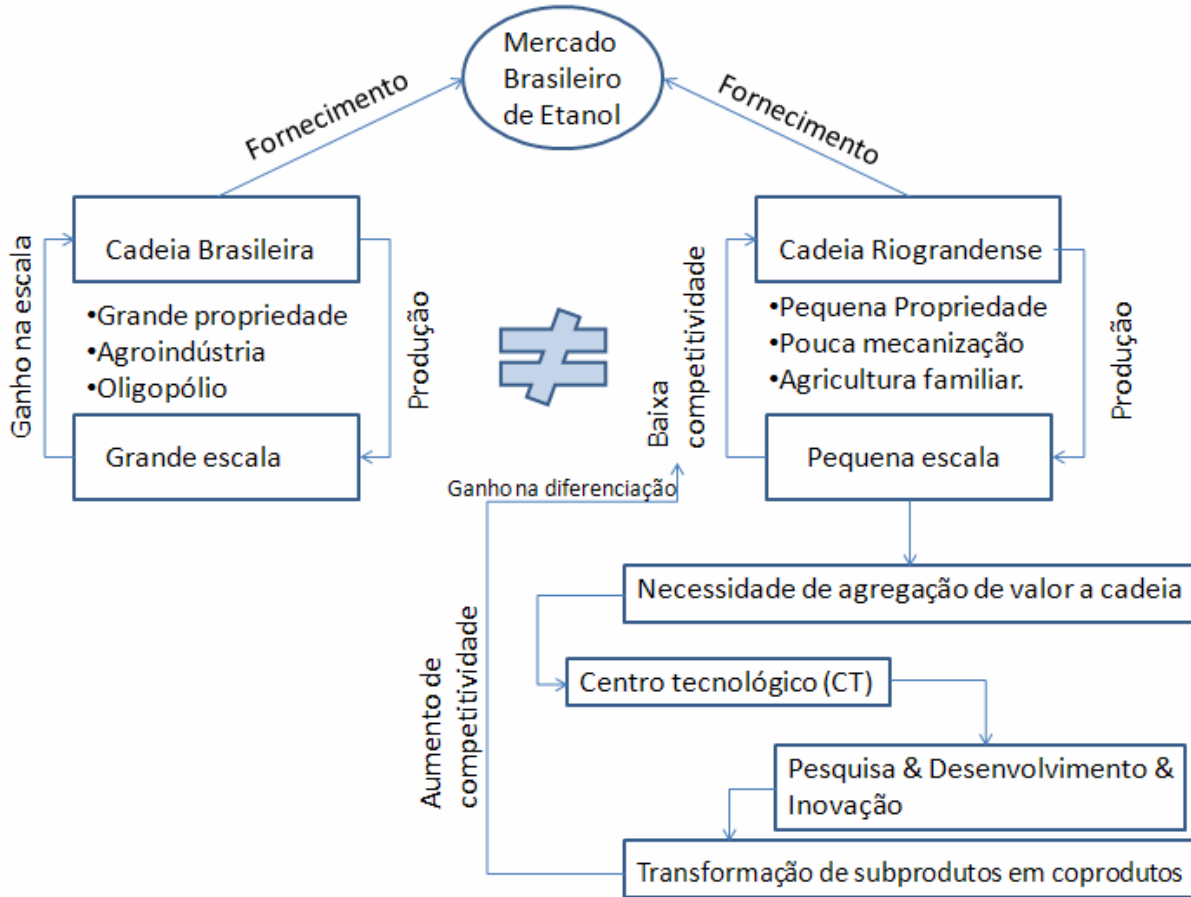 Mercado
Brasileiro
de Etanol
Fornecimento
Fornecimento
Ganho na escala
Cadeia Brasileira
•Grande propriedade
•Agroindústria
•Oligopólio
Grande escala
Produção
Baixa
competitividade
Cadeia Riograndense
•Pequena Propriedade
•Pouca mecanização
•Agricultura familiar.
Pequena escala
Produção
Ganho na diferenciação
Aumento de
competitividade
Necessidade de agregação de valor a cadeia
Centro tecnológico (CT)
Pesquisa & Desenvolvimento &
Inovação
Transformação de subprodutos em coprodutos